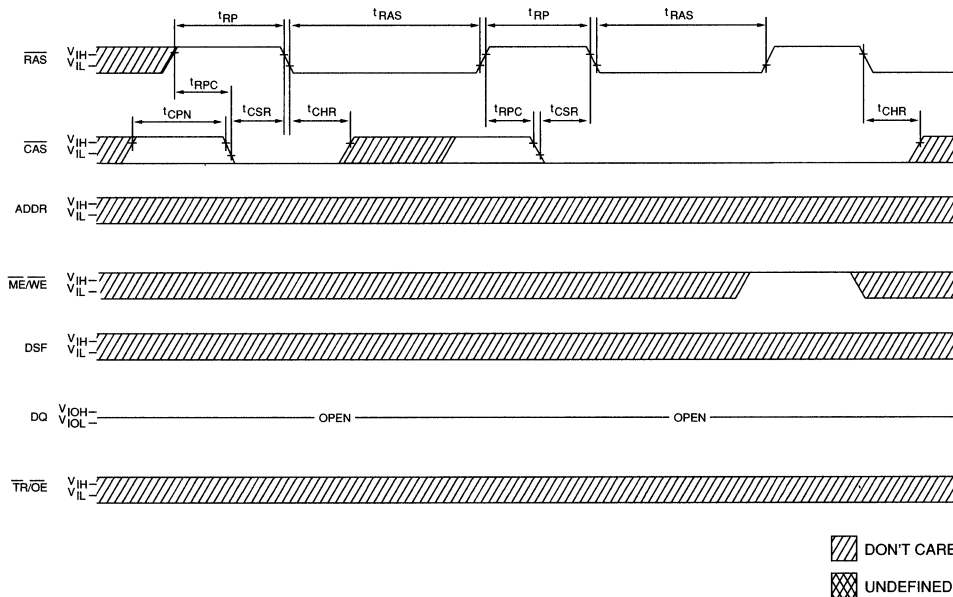 tRP
tRAS
tRP
tRAS
RAS
VIH
VIL
tRPC
tCPN
tCSR
tCHR
tRPC
tCSR
tCHR
CAS
VIH
VIL
ADDR
VIH
VIL
ME/WE
VIH
VIL
DSF
VIH
VIL
DQ
VIOH
VIOL
OPEN
OPEN
TR/OE
VIH
VIL
DON'T CARE
UNDEFINED